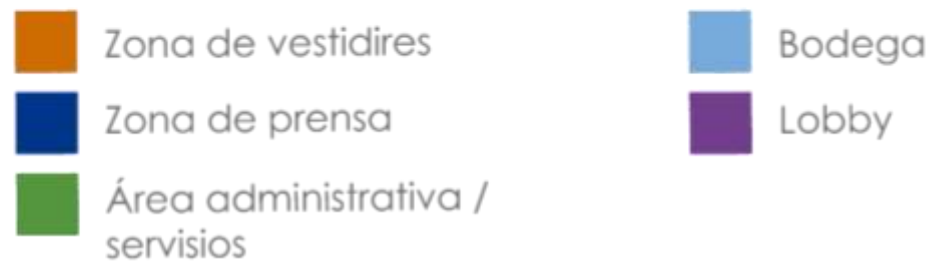 Zona de vestidires
Zona de prensa
Área administrativa /
servisios
Bodega
Lobby